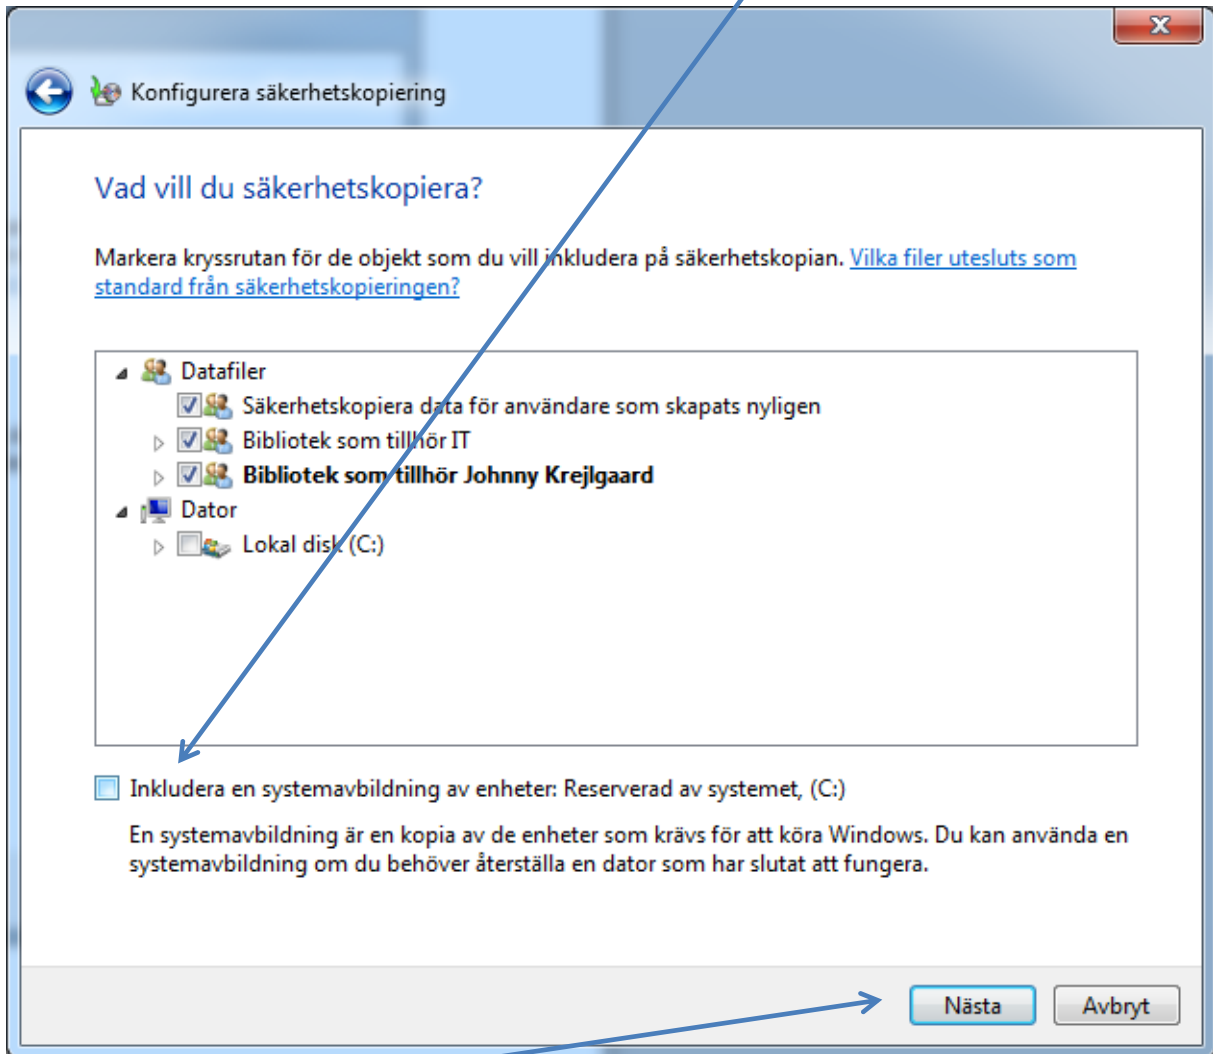 Konfigurera säkerhetskopiering
Vad vill du säkerhetskopiera?
Markera kryssrutan för de objekt som du vill inkludera på säkerhetskopian. Vilka filer utesluts som
standard från säkerhetskopieringen?
Datafiler
Säkerhetskopiera data för användare som skapats nyligen
Bibliotek som tillhör IT
Bibliotek som tillhör Johnny Krejlgaard
Dator
Lokal disk (C:)
Inkludera en systemavbildning av enheter: Reserverad av systemet, (C:)
En systemavbildning är en kopia av de enheter som krävs för att köra Windows. Du kan använda en
systemavbildning om du behöver återställa en dator som har slutat att fungera.
Nästa
Avbryt